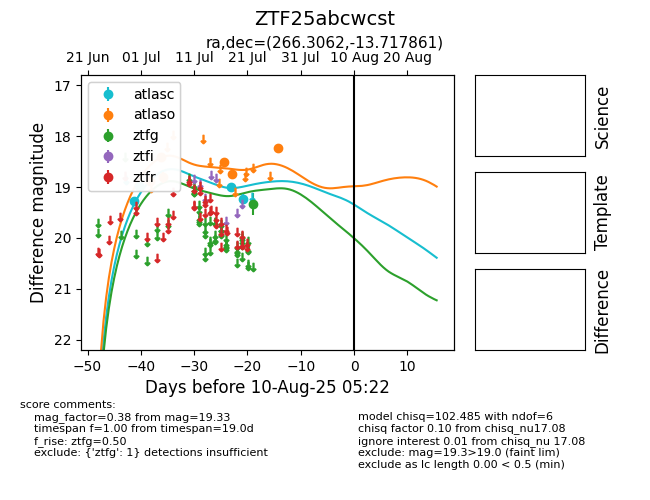 ZTF25abcwcst
ra,dec=(266.3062,-13.717861)
21 Jun 01 Jul 11 Jul 21 Jul 31 Jul 10 Aug 20 Aug
17
18
19
20
21
22
Difference magnitude
atlasc
atlaso
ztfg
ztfi
ztfr
−50 −40 −30 −20 −10 0 10
Days before 10-Aug-25 05:22
Science
Template
Difference
score comments:
mag_factor=0.38 from mag=19.33
timespan f=1.00 from timespan=19.0d
f_rise: ztfg=0.50
exclude: {'ztfg': 1} detections insufficient
model chisq=102.485 with ndof=6
chisq factor 0.10 from chisq_nu17.08
ignore interest 0.01 from chisq_nu 17.08
exclude: mag=19.3>19.0 (faint lim)
exclude as lc length 0.00 < 0.5 (min)